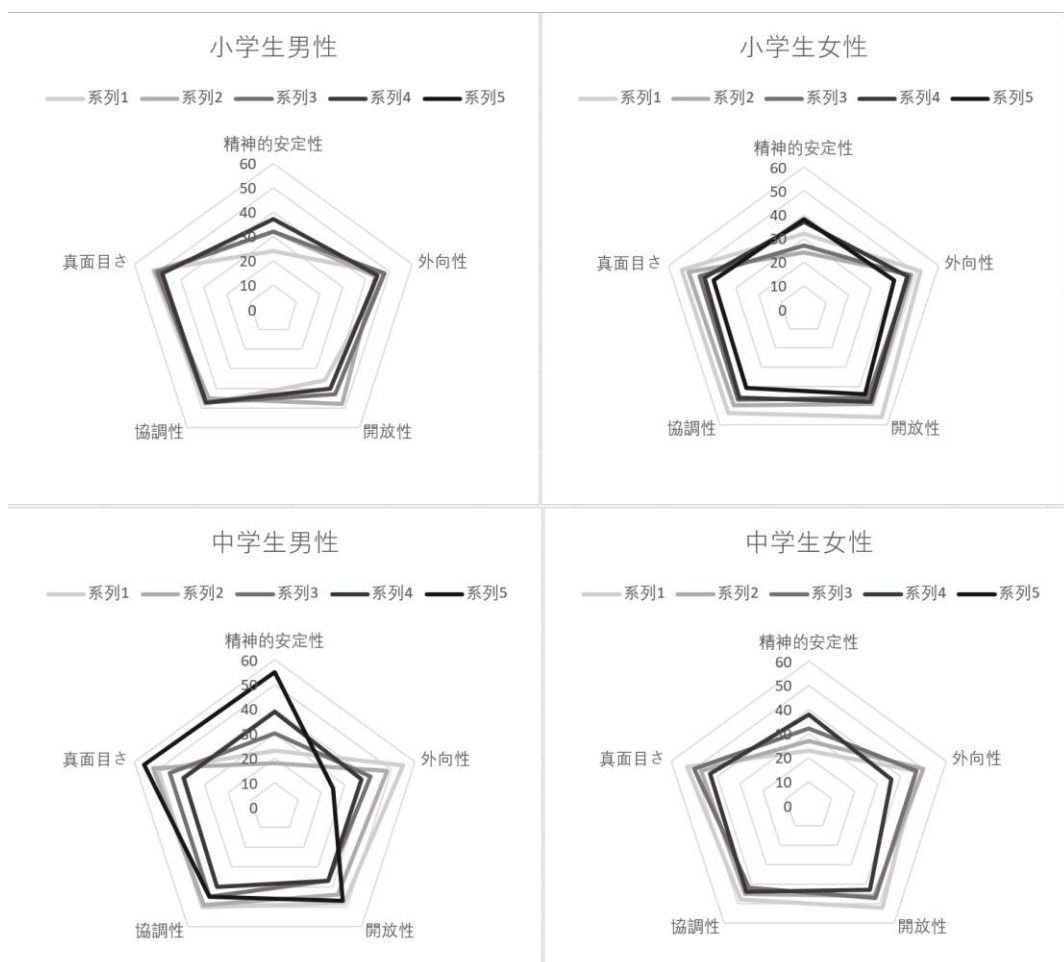 小学生男性
系列1 系列2 系列3 系列4 系列5
精神的安定性
60
50
40
30
20
10
0
外向性
開放性
協調性
真面目さ
小学生女性
系列1 系列2 系列3 系列4 系列5
精神的安定性
60
50
40
30
20
10
0
外向性
開放性
協調性
真面目さ
中学生男性
系列1 系列2 系列3 系列4 系列5
精神的安定性
60
50
40
30
20
10
0
外向性
開放性
協調性
真面目さ
中学生女性
系列1 系列2 系列3 系列4 系列5
精神的安定性
60
50
40
30
20
10
0
外向性
開放性
協調性
真面目さ